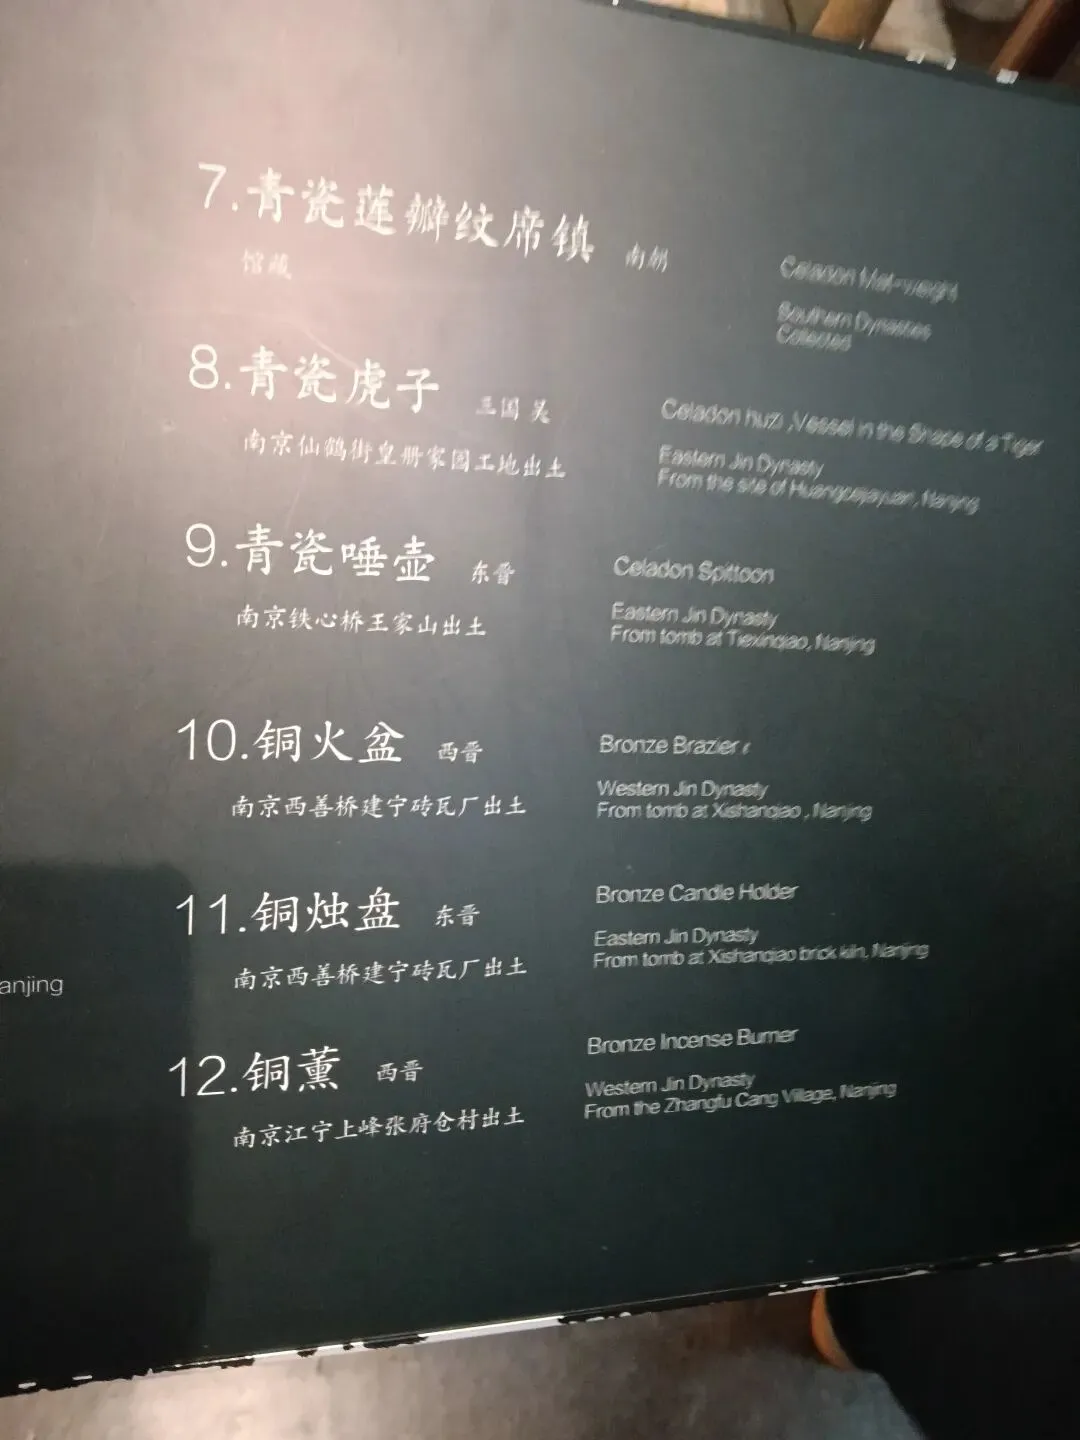 7.青瓷莲瓣纹席镇 南朝
馆藏
Celadon Mat-weight
Southern Dynasties
Collected
8.青瓷虎子 三国 吴
南京仙鹤街皇册家园工地出土
Celadon huzi ,Vessel in the Shape of a Tiger
Eastern Jin Dynasty
From the site of Huangcejiayuan, Nanjing
9.青瓷唾壶 东晋
南京铁心桥王家山出土
Celadon Spittoon
Eastern Jin Dynasty
From tomb at Tiexinqiao, Nanjing
10.铜火盆 西晋
南京西善桥建宁砖瓦厂出土
Bronze Brazier
Western Jin Dynasty
From tomb at Xishanqiao , Nanjing
11.铜烛盘 东晋
南京西善桥建宁砖瓦厂出土
Bronze Candle Holder
Eastern Jin Dynasty
From tomb at Xishanqiao brick kiln, Nanjing
anjing
12.铜薰 西晋
南京江宁上峰张府仓村出土
Bronze Incense Burner
Western Jin Dynasty
From the Zhangfu Cang Village, Nanjing